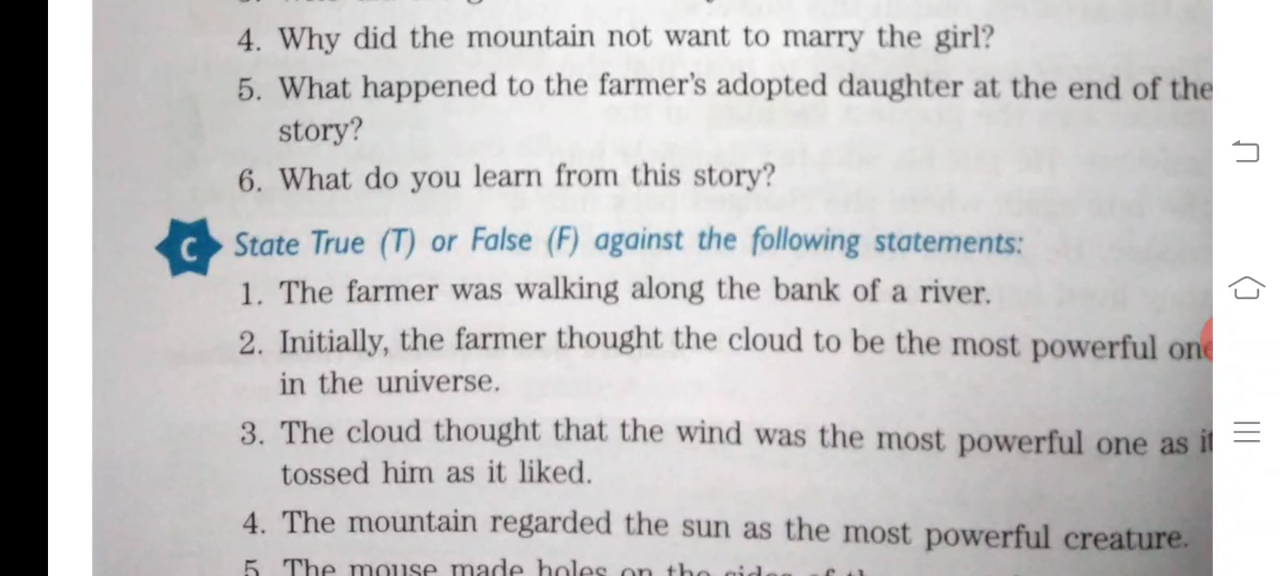 4. Why did the mountain not want to marry the girl?
5. What happened to the farmer's adopted daughter at the end of the
story?
6. What do you learn from this story?
C State True (T) or False (F) against the following statements:
1. The farmer was walking along the bank of a river.
2. Initially, the farmer thought the cloud to be the most powerful one
in the universe.
3. The cloud thought that the wind was the most powerful one as it
tossed him as it liked.
4. The mountain regarded the sun as the most powerful creature.
5. The mouse made holes on the sides of